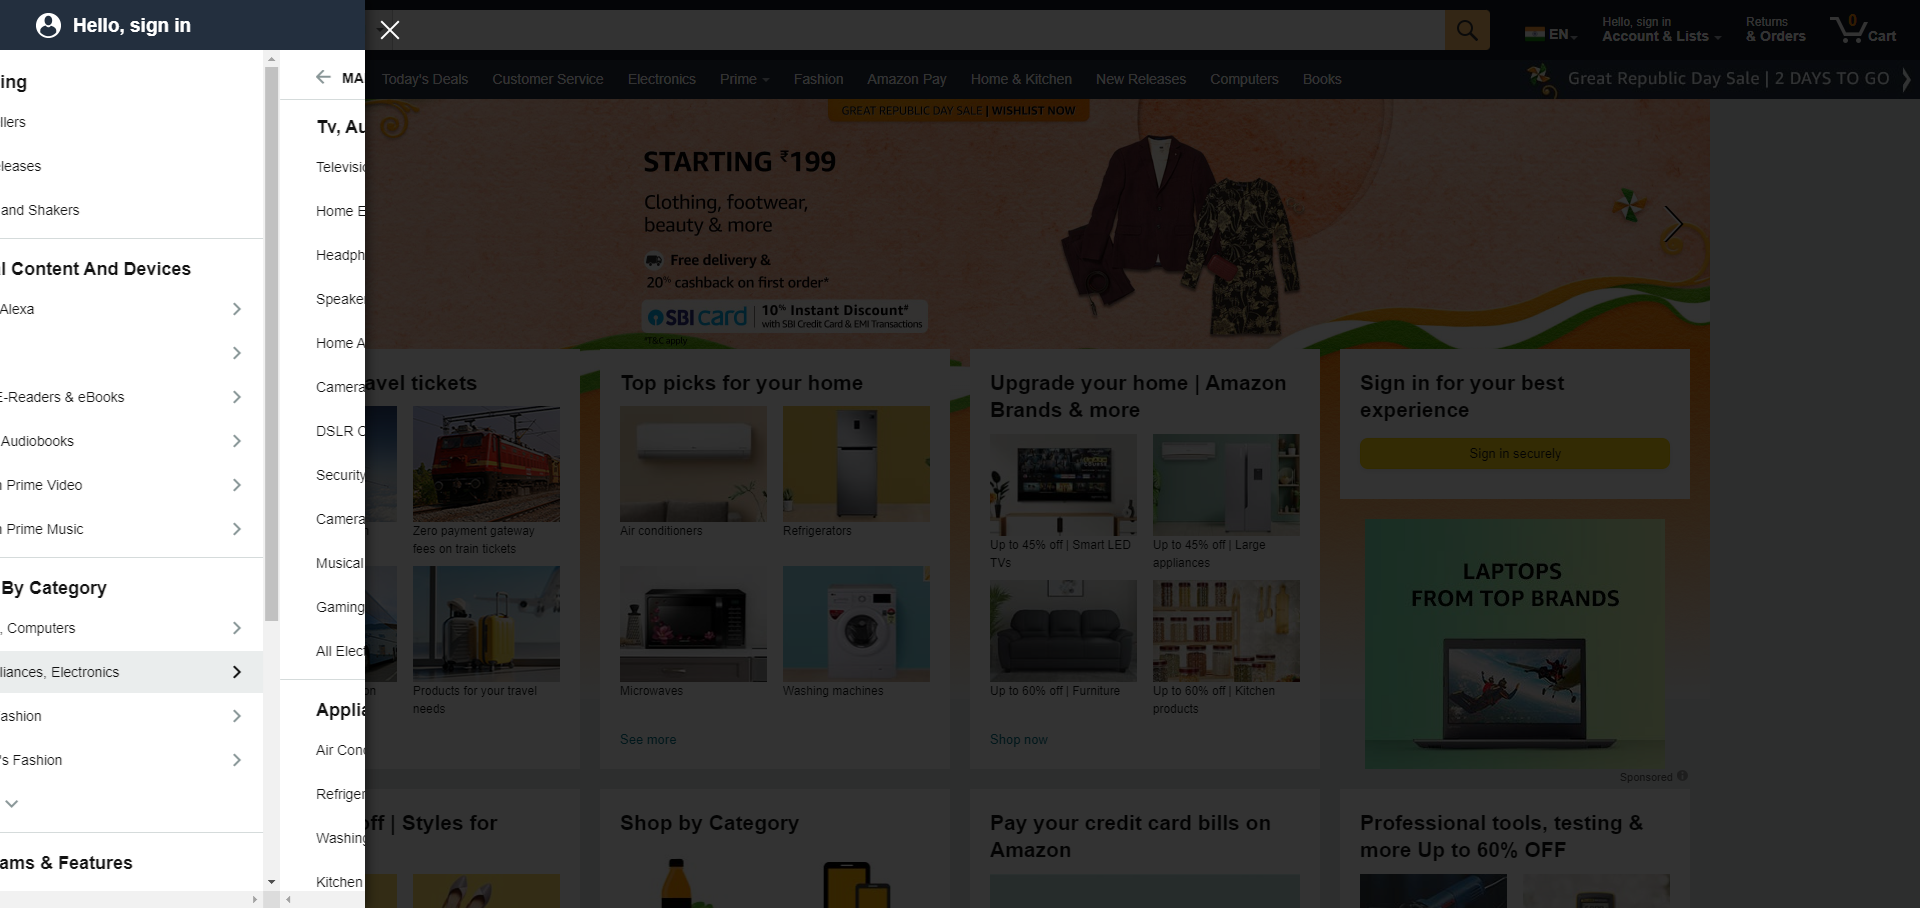 Hello, sign in
ing
llers
leases
and Shakers
l Content And Devices
Alexa
E-Readers & eBooks
Audiobooks
n Prime Video
n Prime Music
By Category
, Computers
liances, Electronics
ashion
's Fashion
ams & Features
MA
Tv, Au
Televisio
Home E
Headph
Speake
Home A
Camera
DSLR C
Security
Camera
Musical
Gaming
All Elect
Applia
Air Cond
Refriger
Washing
Kitchen
EN
Hello, sign in
Account & Lists
Returns
& Orders
0
Cart
Today's Deals
Customer Service
Electronics
Prime
Fashion
Amazon Pay
Home & Kitchen
New Releases
Computers
Books
Great Republic Day Sale | 2 DAYS TO GO
GREAT REPUBLIC DAY SALE | WISHLIST NOW
STARTING ₹199
Clothing, footwear,
beauty & more
Free delivery &
20% cashback on first order*
SBI card
10% Instant Discount#
with SBI Credit Card & EMI Transactions
*T&C apply
avel tickets
n
Zero payment gateway
fees on train tickets
on
Products for your travel
needs
Top picks for your home
Air conditioners
Refrigerators
Microwaves
Washing machines
See more
Upgrade your home | Amazon
Brands & more
Up to 45% off | Smart LED
TVs
Up to 45% off | Large
appliances
Up to 60% off | Furniture
Up to 60% off | Kitchen
products
Shop now
Sign in for your best
experience
Sign in securely
LAPTOPS
FROM TOP BRANDS
Sponsored
off | Styles for
Shop by Category
Pay your credit card bills on
Amazon
Professional tools, testing &
more Up to 60% OFF